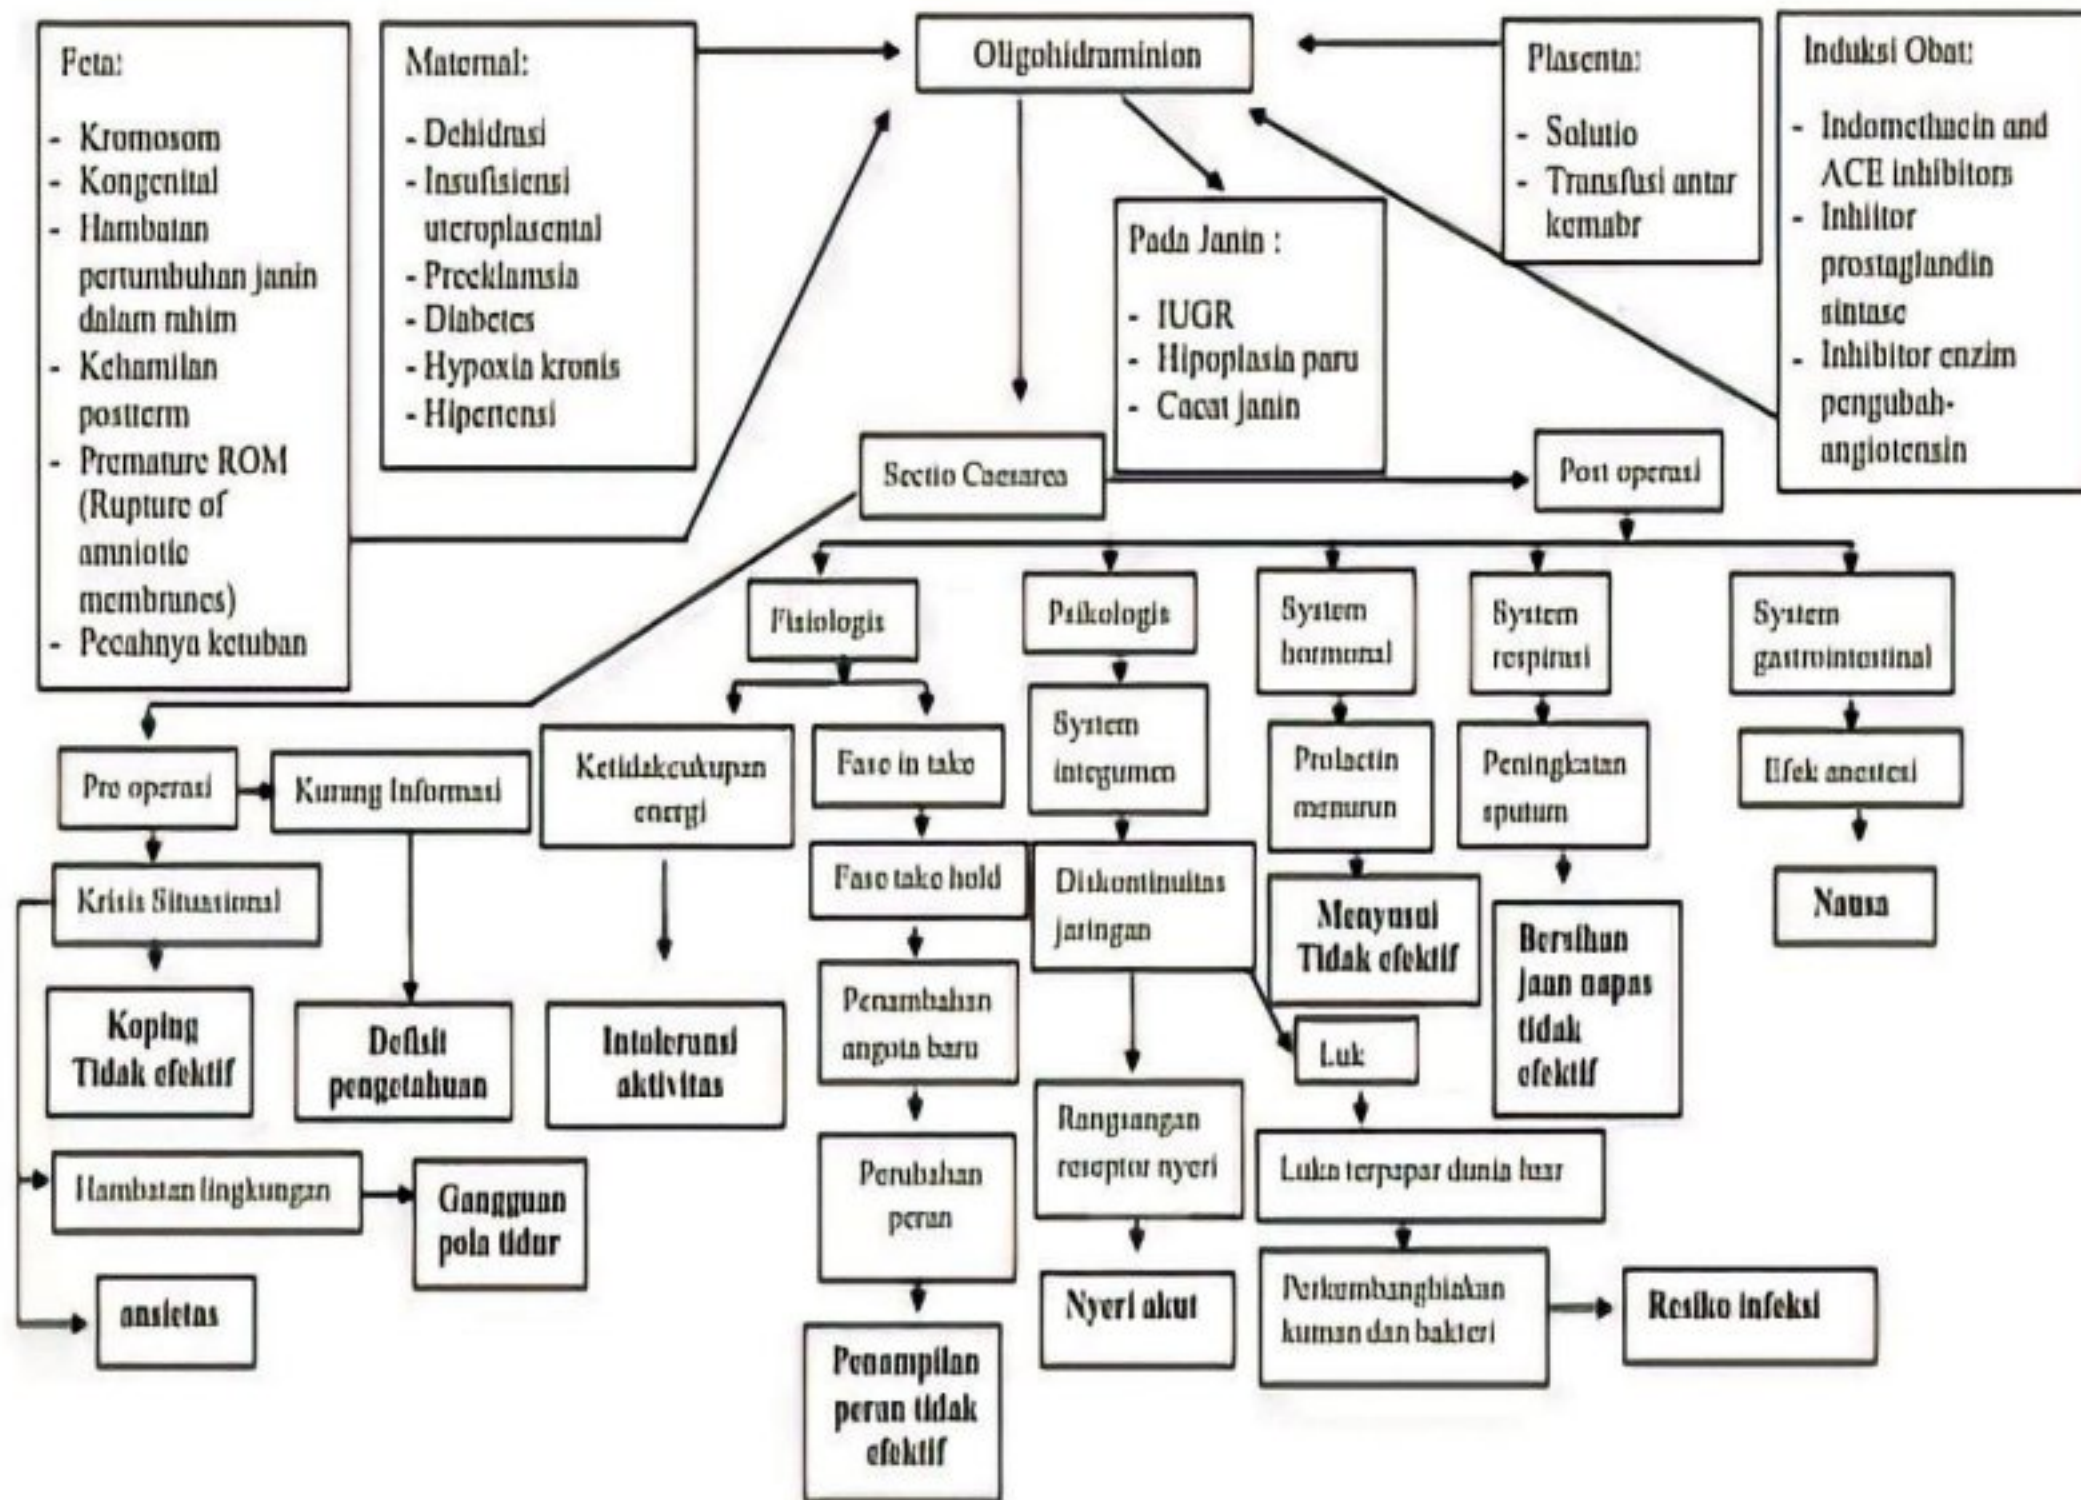 Feta:
- Kromosom
- Kongenital
- Hambatan
pertumbuhan janin
dalam rahim
- Kehamilan
postterm
- Premature ROM
(Rupture of
amniotic
membranes)
- Pecahnya ketuban
Maternal:
- Dehidrasi
- Insufisiensi
uteroplasental
- Preeklamsia
- Diabetes
- Hypoxia kronis
- Hipertensi
Oligohidraminion
Plasenta:
- Solutio
- Transfusi antar
kemabr
Induksi Obat:
- Indomethacin and
ACE inhibitors
- Inhiitor
prostaglandin
sintase
- Inhibitor enzim
pengubah-
angiotensin
Pada Janin :
- IUGR
- Hipoplasia paru
- Cacat janin
Sectio Caesarea
Post operasi
Fisiologis
Psikologis
System
hormonal
System
respirasi
System
gastrointestinal
Pre operasi
Kurang Informasi
Ketidakcukupan
energi
Fase in take
System
integumen
Prolactin
menurun
Peningkatan
sputum
Efek anestesi
Krisis Situasional
Fase take hold
Diskontinuitas
jaringan
Menyusui
Tidak efektif
Bersihan
jaan napas
tidak
efektif
Nausa
Koping
Tidak efektif
Defisit
pengetahuan
Intoleransi
aktivitas
Penambahan
angota baru
Luk
Rangsangan
reseptor nyeri
Luka terpapar dunia luar
Hambatan lingkungan
Gangguan
pola tidur
Perubahan
peran
ansietas
Nyeri akut
Perkembangbiakan
kuman dan bakteri
Resiko infeksi
Penampilan
peran tidak
efektif